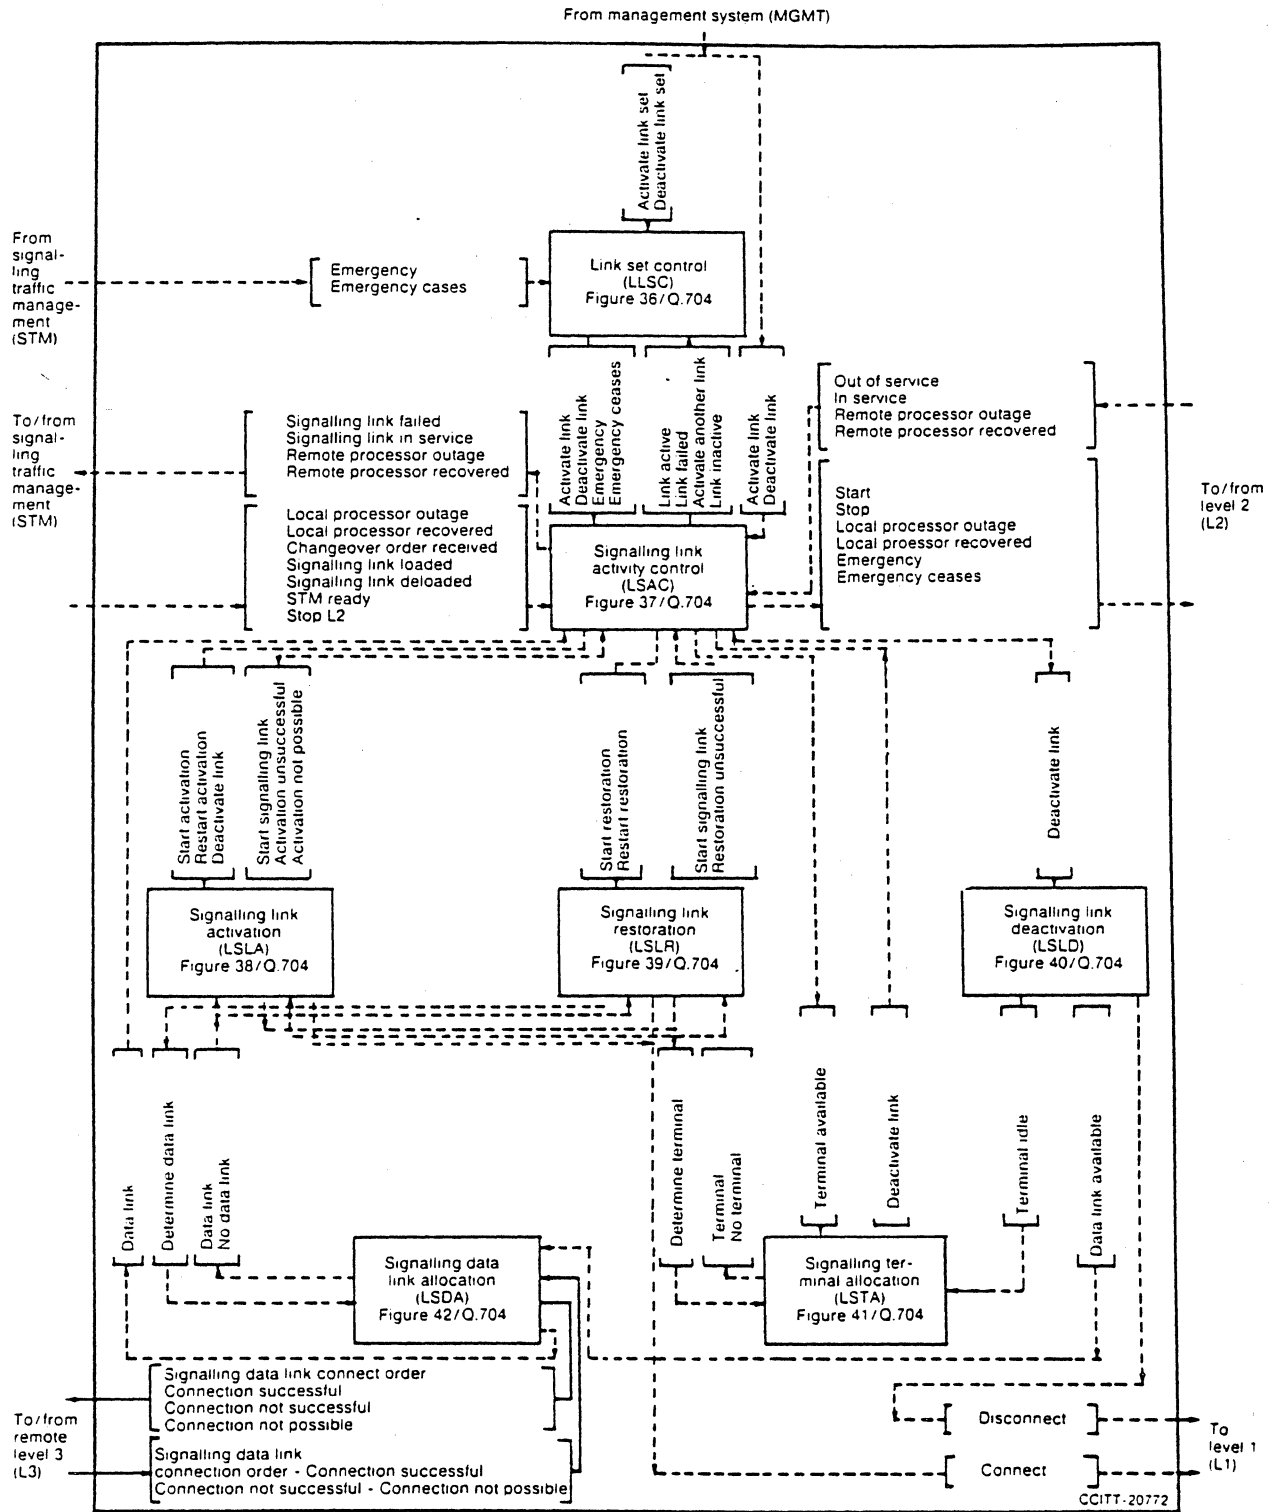 From management system (MGMT)
Activate link set
Deactivate link set
From
signal-
ling
traffic
manage-
ment
(STM)
Emergency
Emergency cases
Link set control
(LLSC)
Figure 36/Q.704
To/from
signal-
ling
traffic
manage-
ment
(STM)
Signalling link failed
Signalling link in service
Remote processor outage
Remote processor recovered
Activate link
Deactivate link
Emergency
Emergency ceases
Link active
Link failed
Activate another link
Link inactive
Activate link
Deactivate link
Out of service
In service
Remote processor outage
Remote processor recovered
Local processor outage
Local processor recovered
Changeover order received
Signalling link loaded
Signalling link deloaded
STM ready
Stop L2
Signalling link
activity control
(LSAC)
Figure 37/Q.704
Start
Stop
Local processor outage
Local proessor recovered
Emergency
Emergency ceases
To/from
level 2
(L2)
Start activation
Restart activation
Deactivate link
Start signalling link
Activation unsuccessful
Activation not possible
Start restoration
Restart restoration
Start signalling link
Restoration unsuccessful
Deactivate link
Signalling link
activation
(LSLA)
Figure 38/Q.704
Signalling link
restoration
(LSLR)
Figure 39/Q.704
Signalling link
deactivation
(LSLD)
Figure 40/Q.704
Data link
Determine data link
Data link
No data link
Determine terminal
Terminal
No terminal
Terminal available
Deactivate link
Terminal idle
Data link available
Signalling data
link allocation
(LSDA)
Figure 42/Q.704
Signalling ter-
minal allocation
(LSTA)
Figure 41/Q.704
To/from
remote
level 3
(L3)
Signalling data link connect order
Connection successful
Connection not successful
Connection not possible
Signalling data link
connection order - Connection successful
Connection not successful - Connection not possible
Disconnect
Connect
To
level 1
(L1)
CCITT-20772